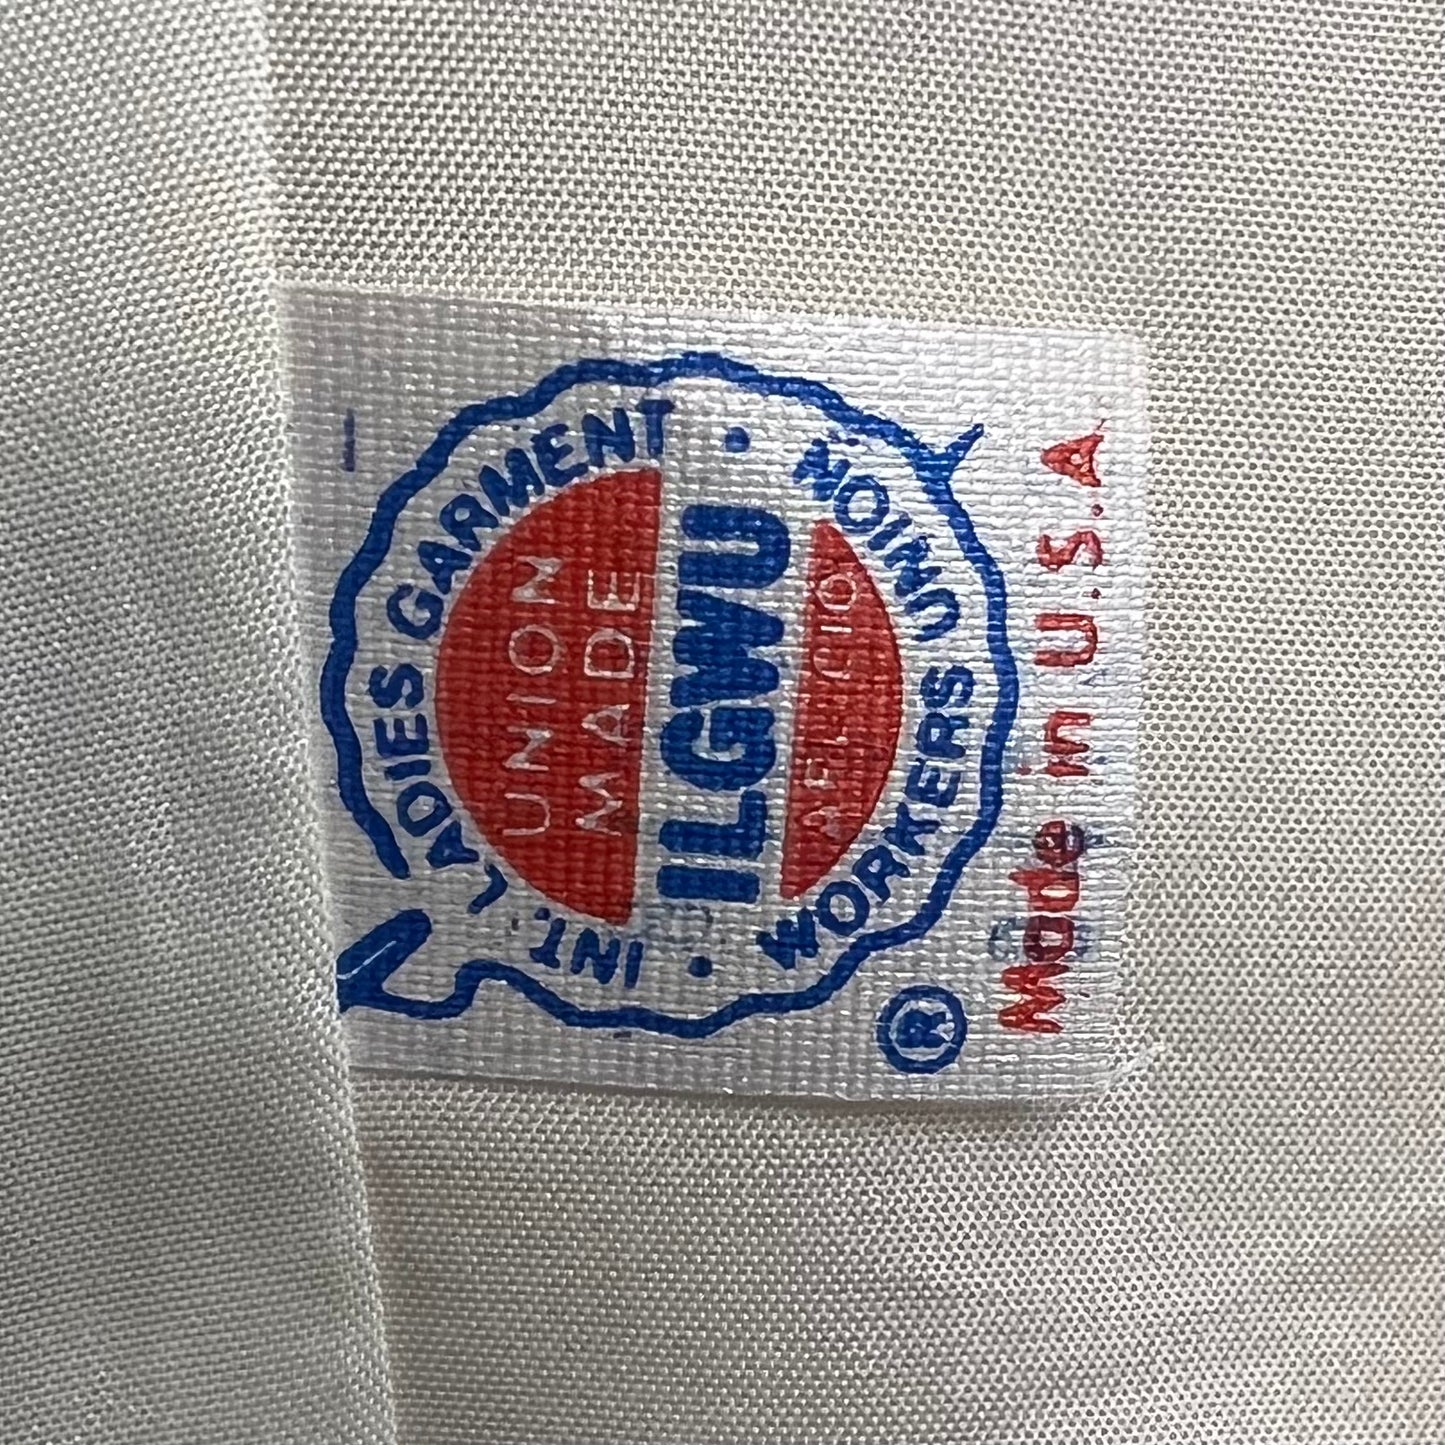 INT. LADIES GARMENT
UNION
MADE
ILGWU
AFL-CIO
WORKERS UNION
®
Made in U.S.A